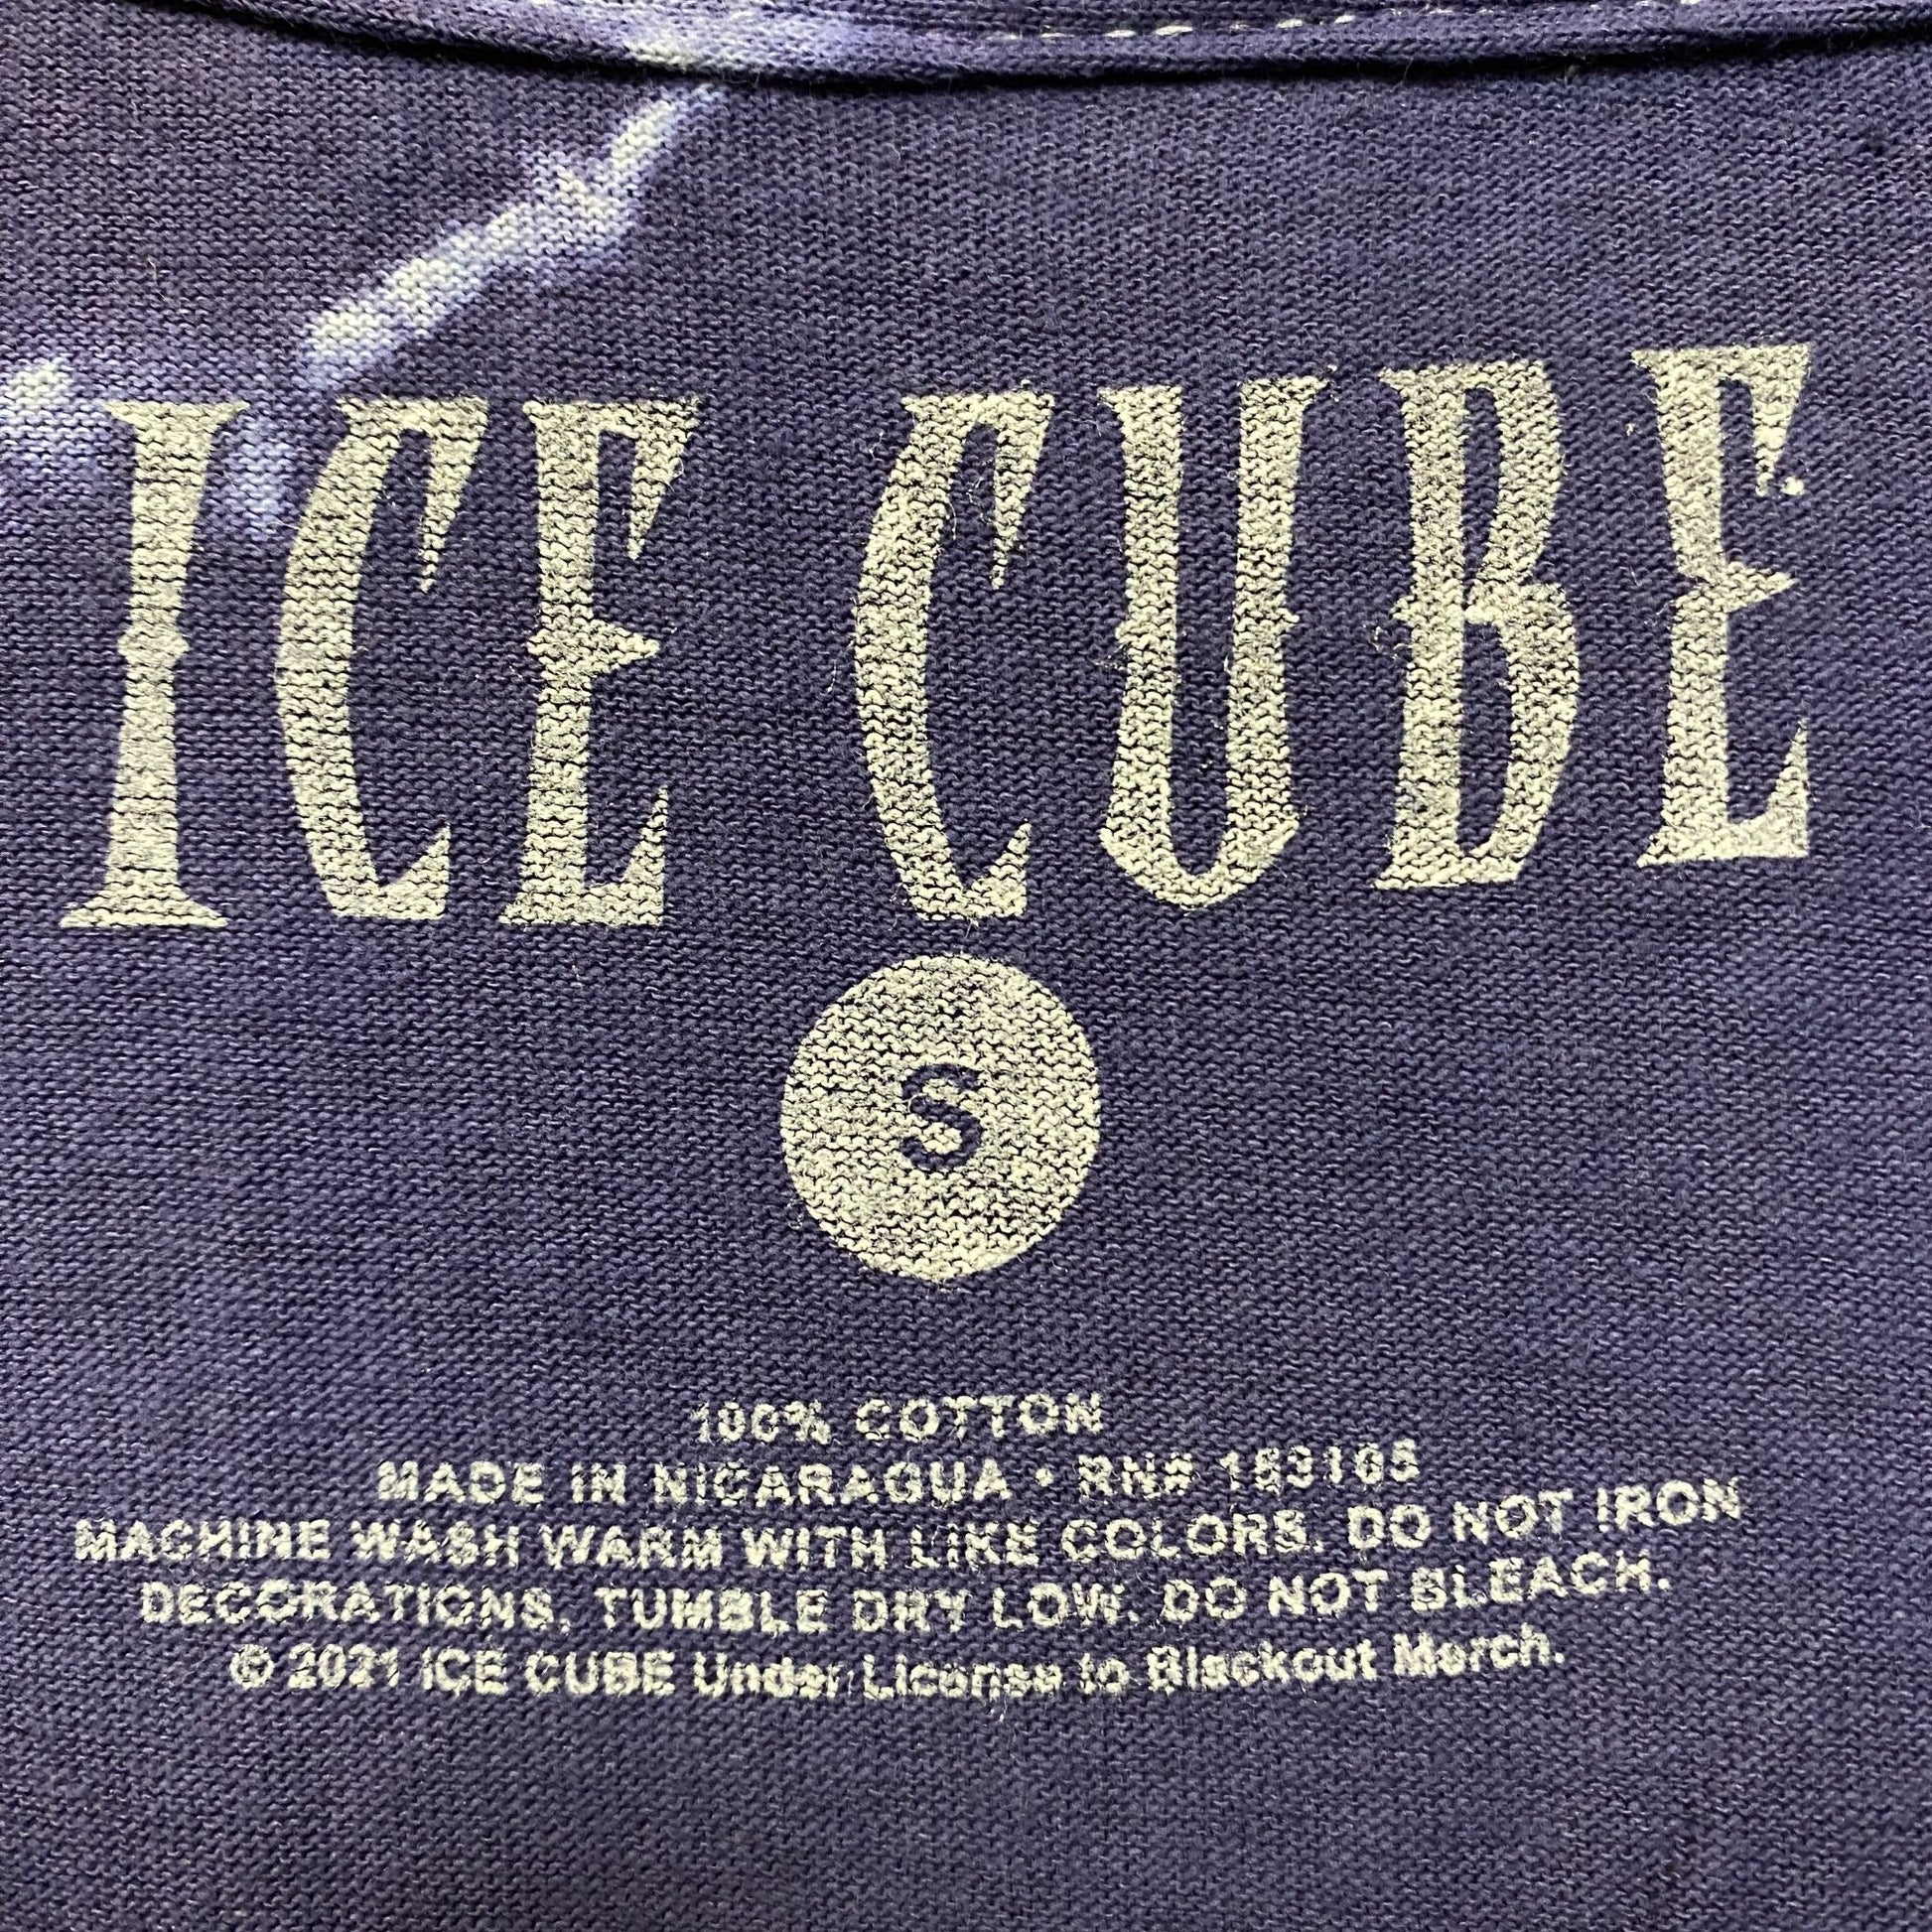 ICE CUBE
S
100% COTTON
MADE IN NICARAGUA • RN# 153165
MACHINE WASH WARM WITH LIKE COLORS. DO NOT IRON
DECORATIONS. TUMBLE DRY LOW. DO NOT BLEACH.
© 2021 ICE CUBE Under License to Blackout Merch.